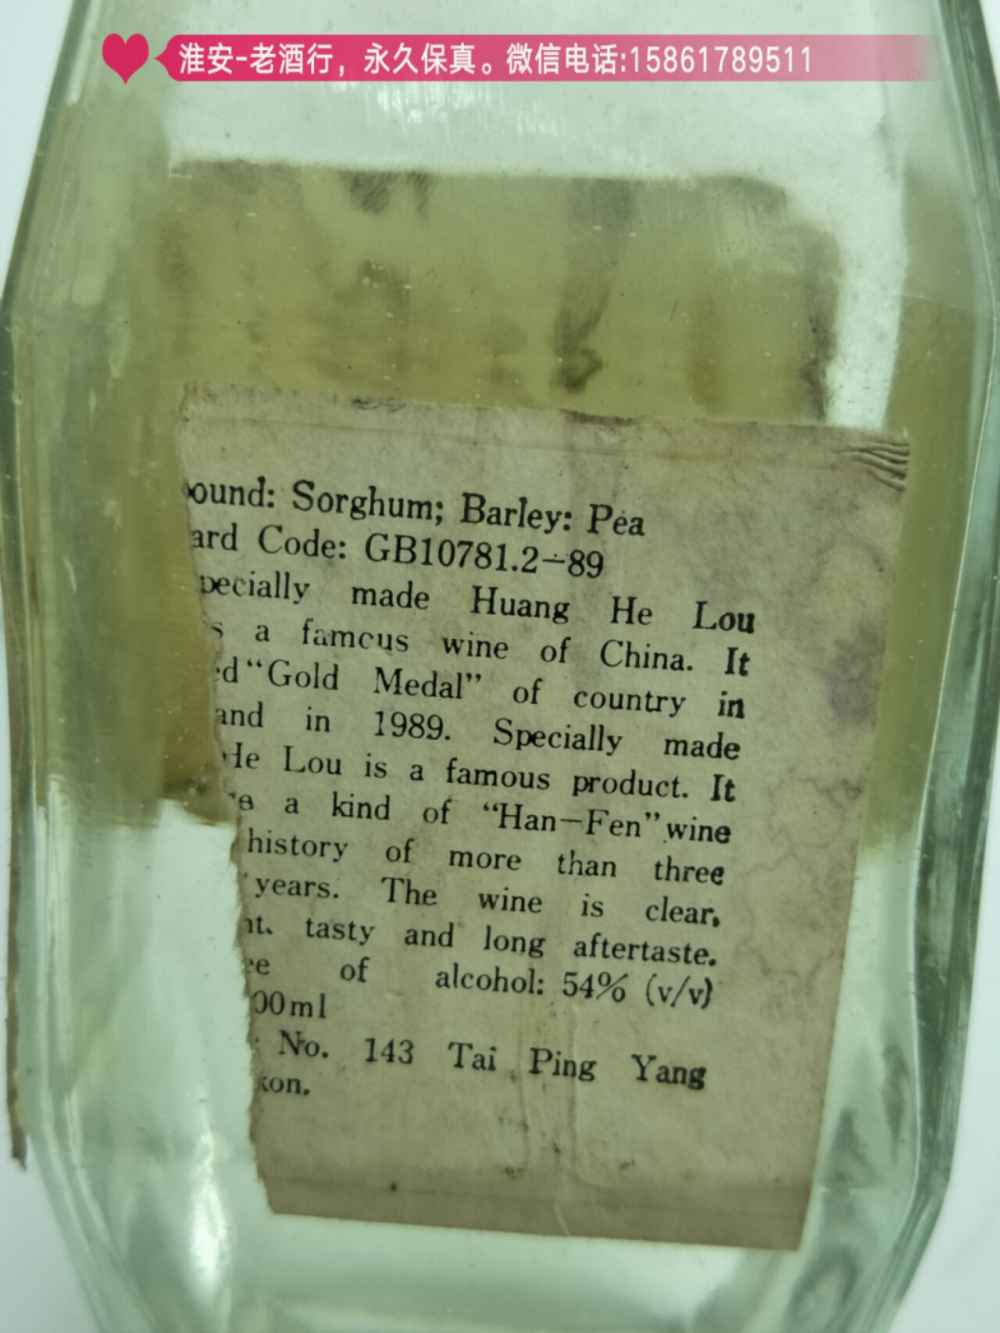 淮安-老酒行，永久保真。微信电话:15861789511
ound: Sorghum; Barley: Pea
ard Code: GB10781.2-89
pecially made Huang He Lou
s a famcus wine of China. It
d "Gold Medal" of country in
and in 1989. Specially made
He Lou is a famous product. It
a kind of "Han-Fen" wine
history of more than three
years. The wine is clear,
nt. tasty and long aftertaste.
e of alcohol: 54% (v/v)
00ml
: No. 143 Tai Ping Yang
kon.